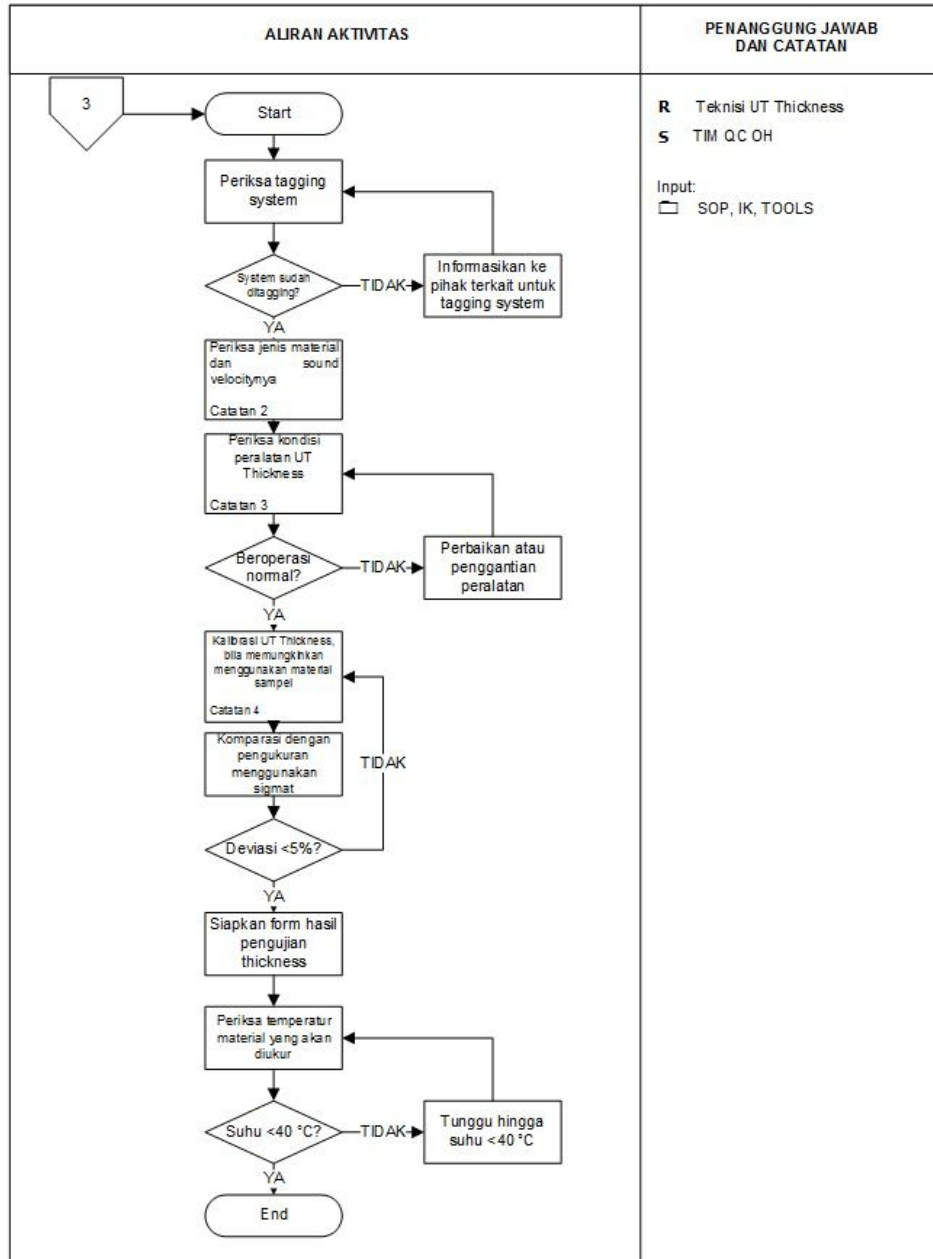 ALIRAN AKTIVITAS
PENANGGUNG JAWAB
DAN CATATAN
3
Start
R Teknisi UT Thickness
S TIM QC OH
Input:
SOP, IK, TOOLS
Periksa tagging
system
System sudah
ditagging?
TIDAK
Informasikan ke
pihak terkait untuk
tagging system
YA
Periksa jenis material
dan sound
velocitynya
Catatan 2
Periksa kondisi
peralatan UT
Thickness
Catatan 3
Beroperasi
normal?
TIDAK
Perbaikan atau
penggantian
peralatan
YA
Kalibrasi UT Thickness,
bila memungkinkan
menggunakan material
sampel
Catatan 4
Komparasi dengan
pengukuran
menggunakan
sigmat
TIDAK
Deviasi <5%?
YA
Siapkan form hasil
pengujian
thickness
Periksa temperatur
material yang akan
diukur
Suhu <40 °C?
TIDAK
Tunggu hingga
suhu <40 °C
YA
End